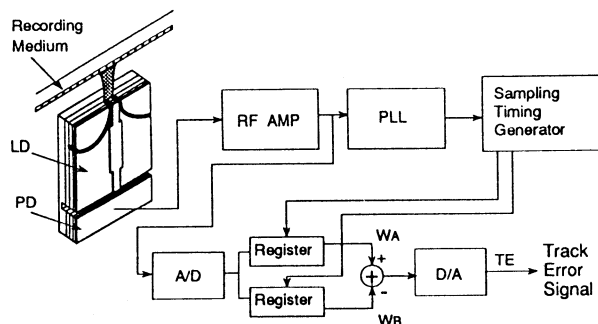 Recording
Medium
LD
PD
RF AMP
PLL
Sampling
Timing
Generator
A/D
Register
Register
WA
+
+
-
WB
D/A
TE
Track
Error
Signal